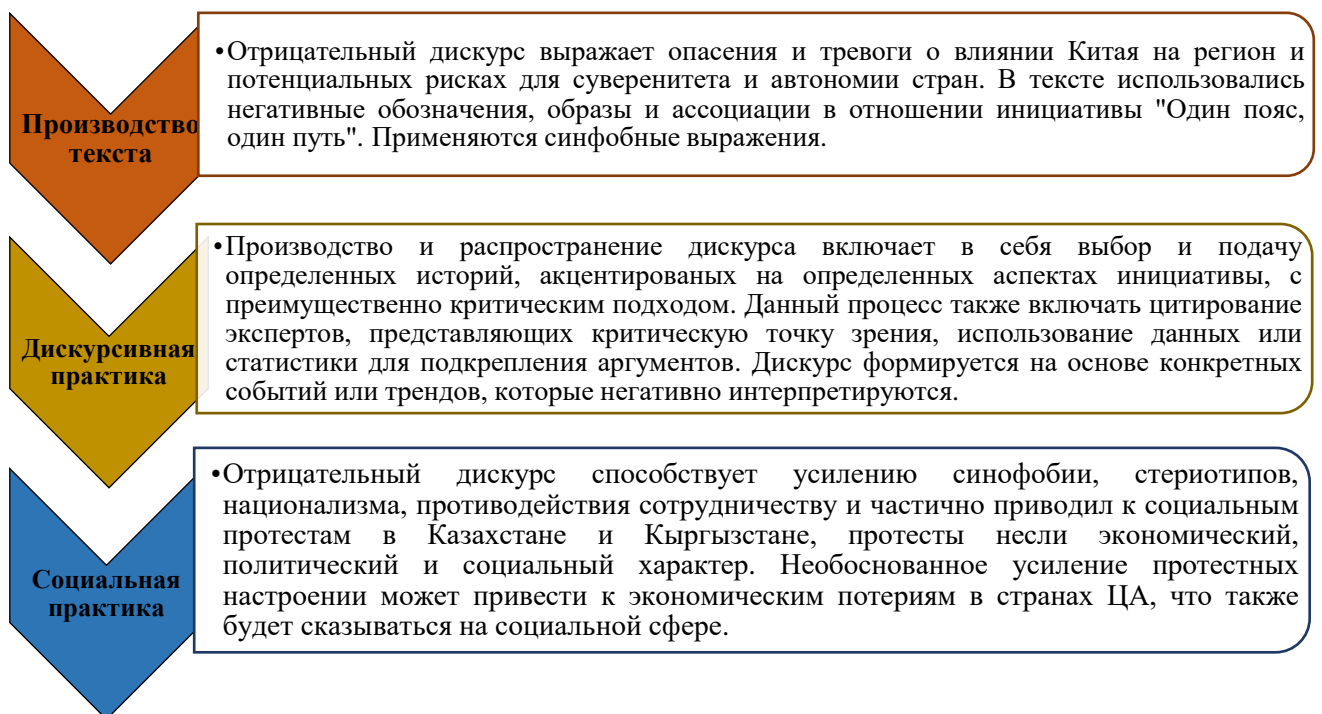 Производство
текста
•Отрицательный дискурс выражает опасения и тревоги о влиянии Китая на регион и
потенциальных рисках для суверенитета и автономии стран. В тексте использовались
негативные обозначения, образы и ассоциации в отношении инициативы "Один пояс,
один путь". Применяются синфобные выражения.
Дискурсивная
практика
•Производство и распространение дискурса включает в себя выбор и подачу
определенных историй, акцентированых на определенных аспектах инициативы, с
преимущественно критическим подходом. Данный процесс также включать цитирование
экспертов, представляющих критическую точку зрения, использование данных или
статистики для подкрепления аргументов. Дискурс формируется на основе конкретных
событий или трендов, которые негативно интерпретируются.
Социальная
практика
•Отрицательный дискурс способствует усилению синофобии, стериотипов,
национализма, противодействия сотрудничеству и частично приводил к социальным
протестам в Казахстане и Кыргызстане, протесты несли экономический,
политический и социальный характер. Необоснованное усиление протестных
настроении может привести к экономическим потериям в странах ЦА, что также
будет сказываться на социальной сфере.